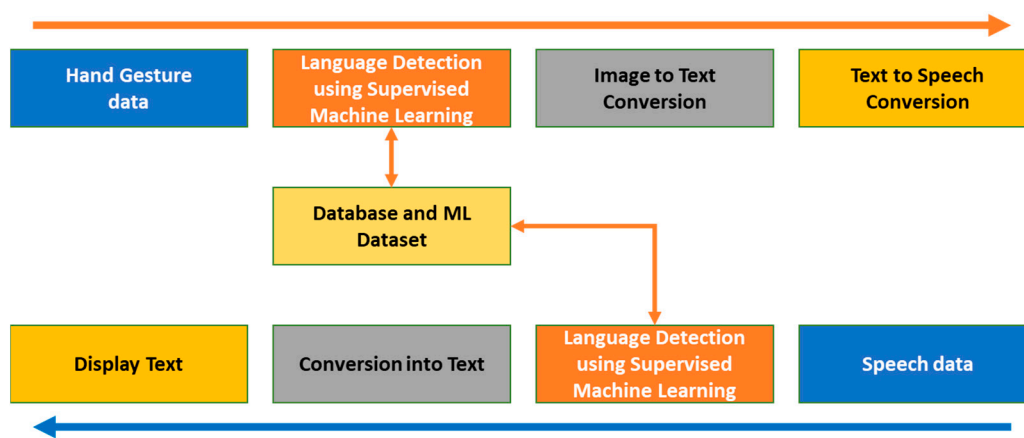 Hand Gesture
data
Language Detection
using Supervised
Machine Learning
Image to Text
Conversion
Text to Speech
Conversion
Database and ML
Dataset
Display Text
Conversion into Text
Language Detection
using Supervised
Machine Learning
Speech data